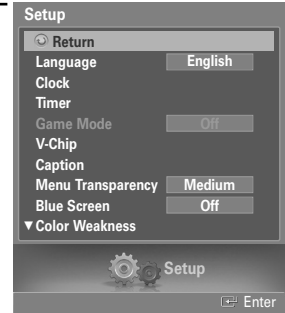 Setup
Return
Language English
Clock
Timer
Game Mode Off
V-Chip
Caption
Menu Transparency Medium
Blue Screen Off
▼ Color Weakness
Setup
Enter